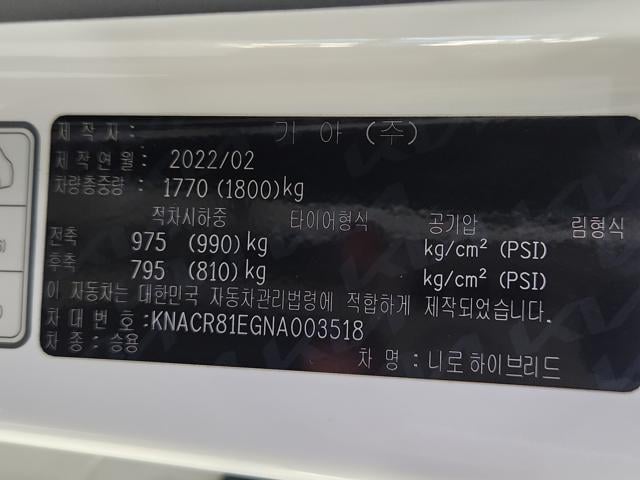 제 작 자 : 기 아 (주)
제 작 연 월 : 2022/02
차량총중량 : 1770 (1800)kg
적차시하중 타이어형식 공기압 림형식
전축 975 (990)kg kg/cm² (PSI)
후축 795 (810)kg kg/cm² (PSI)
이 자동차는 대한민국 자동차관리법령에 적합하게 제작되었습니다.
차 대 번 호 :KNACR81EGNA003518
차 종 : 승용 차 명 : 니로 하이브리드